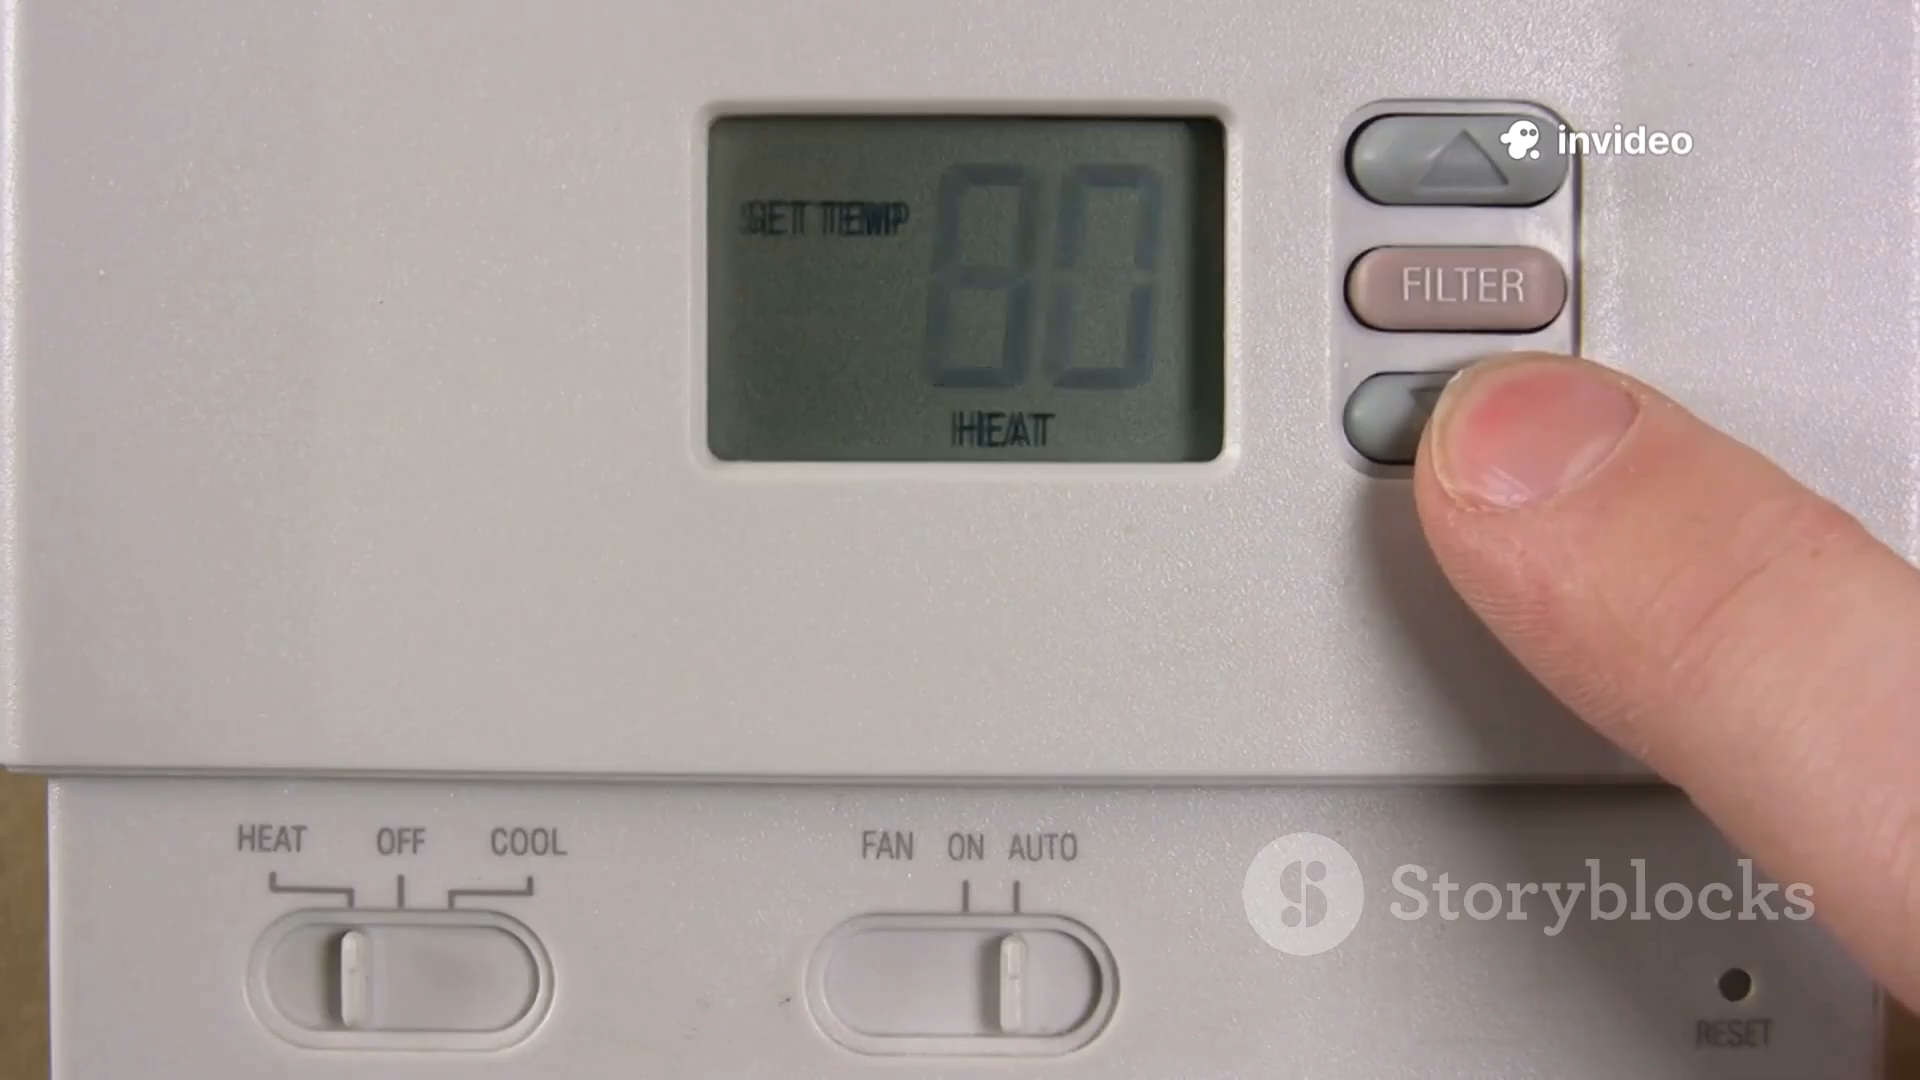 invideo
SET TEMP 80
FILTER
HEAT
HEAT OFF COOL
FAN ON AUTO
Storyblocks
RESET